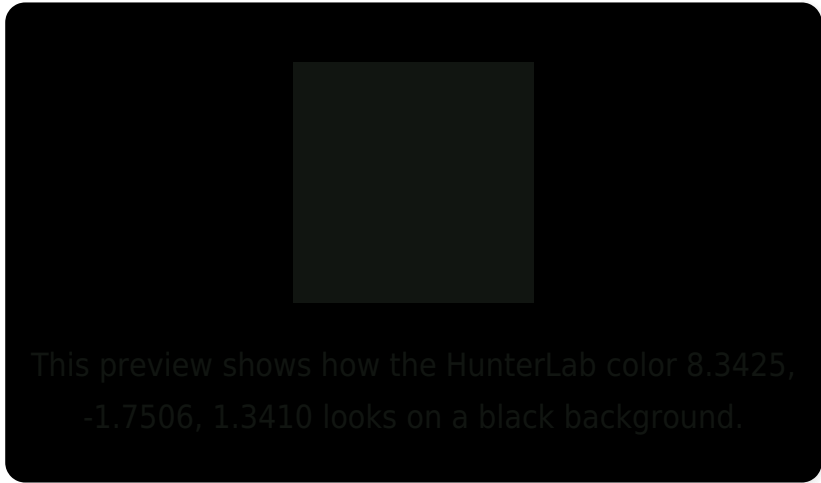 This preview shows how the HunterLab color 8.3425,
-1.7506, 1.3410 looks on a black background.